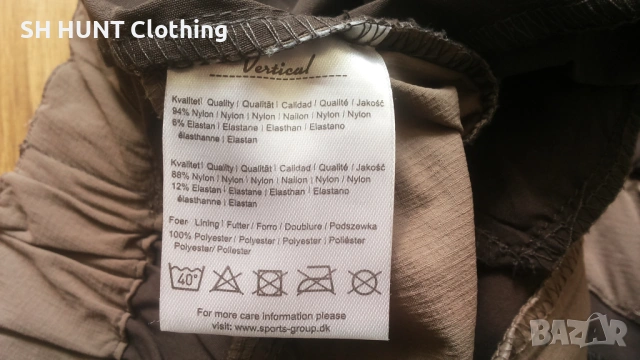 SH HUNT Clothing
Vertical
Kvalitet / Quality / Qualität / Calidad / Qualité / Jakość
94% Nylon / Nylon / Nylon / Nailon / Nylon / Nylon
6% Elastan / Elastane / Elasthan / Elastano
élasthanne / Elastan
Kvalitet / Quality / Qualität / Calidad / Qualité / Jakość
88% Nylon / Nylon / Nylon / Nailon / Nylon / Nylon
12% Elastan / Elastane / Elasthan / Elastano
élasthanne / Elastan
Foer / Lining / Futter / Forro / Doublure / Podszewka
100% Polyester / Polyester / Polyester / Poliéster
Polyester/ Poliester
40°
For more care information please
visit: www.sports-group.dk
BAZAR